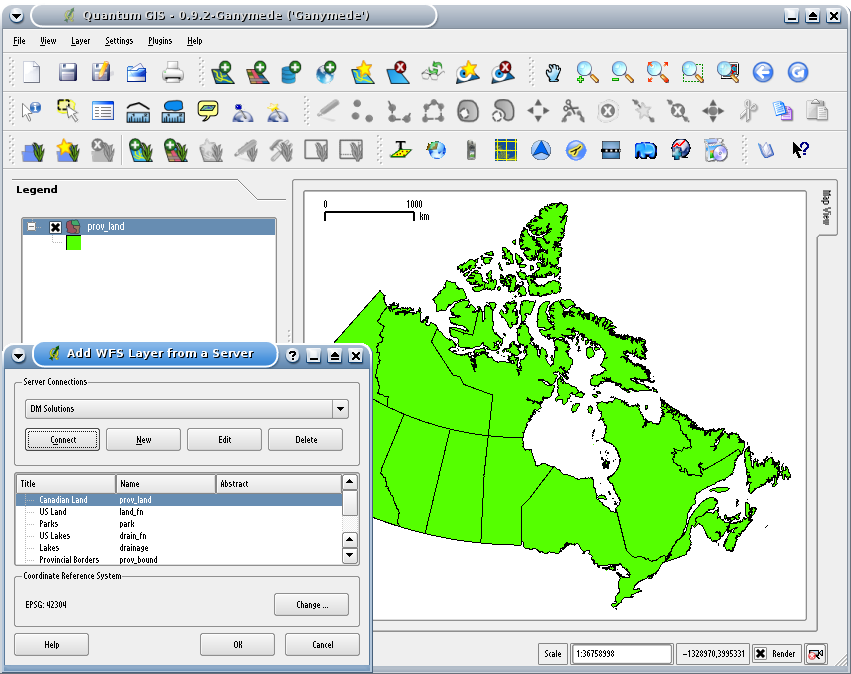 Quantum GIS - 0.9.2-Ganymede ('Ganymede')
File View Layer Settings Plugins Help
Legend
prov_land
0 1000
km
Map View
Add WFS Layer from a Server
Server Connections
DM Solutions
Connect New Edit Delete
Title Name Abstract
Canadian Land prov_land
US Land land_fn
Parks park
US Lakes drain_fn
Lakes drainage
Provincial Borders prov_bound
Coordinate Reference System
EPSG: 42304
Change ...
Help OK Cancel
Scale 1:36758998 -1328970,3995331 Render